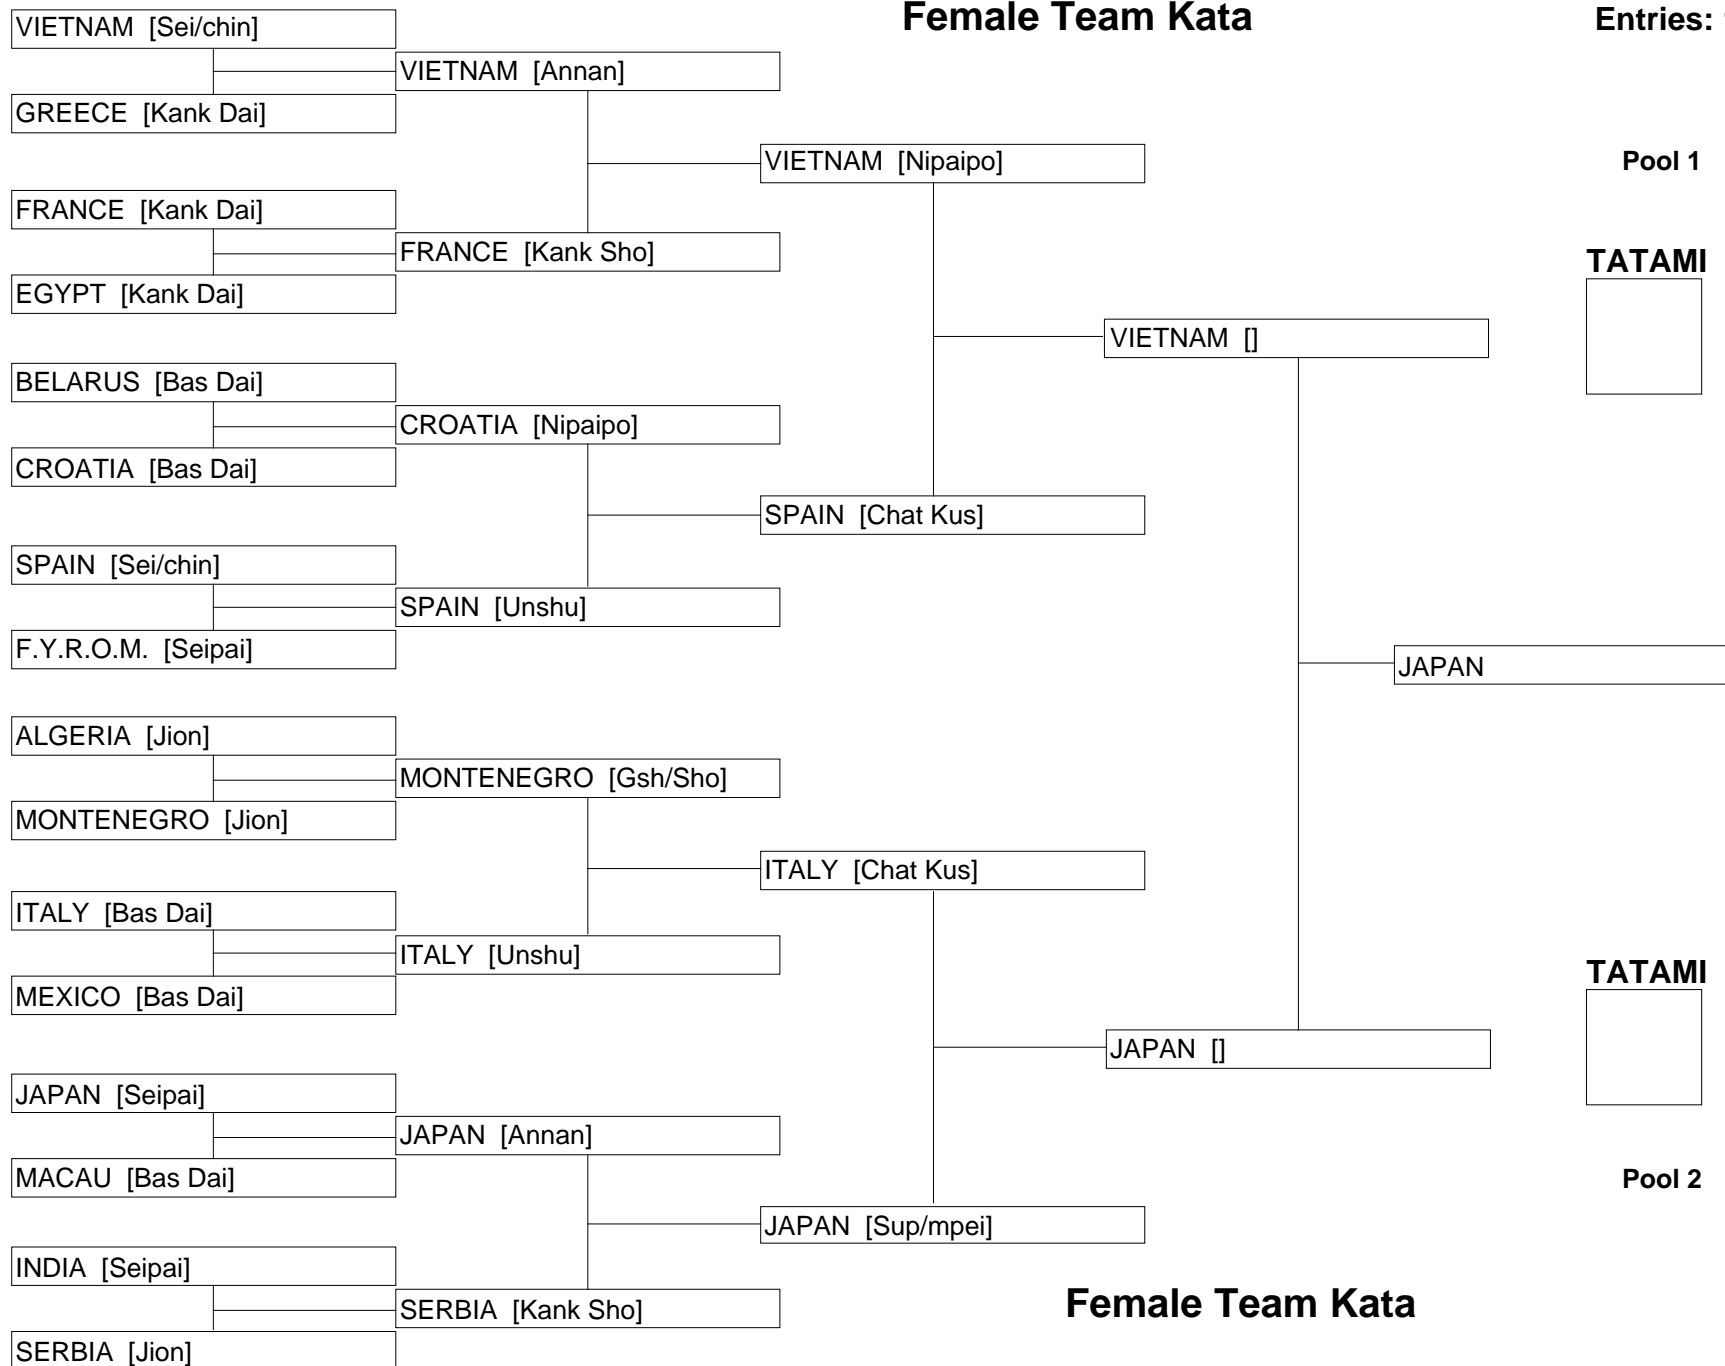 Female Team Kata
Entries:
VIETNAM [Sei/chin]
VIETNAM [Annan]
GREECE [Kank Dai]
VIETNAM [Nipaipo]
Pool 1
FRANCE [Kank Dai]
FRANCE [Kank Sho]
TATAMI
EGYPT [Kank Dai]
VIETNAM []
BELARUS [Bas Dai]
CROATIA [Nipaipo]
CROATIA [Bas Dai]
SPAIN [Chat Kus]
SPAIN [Sei/chin]
SPAIN [Unshu]
F.Y.R.O.M. [Seipai]
JAPAN
ALGERIA [Jion]
MONTENEGRO [Gsh/Sho]
MONTENEGRO [Jion]
ITALY [Chat Kus]
ITALY [Bas Dai]
ITALY [Unshu]
TATAMI
MEXICO [Bas Dai]
JAPAN []
JAPAN [Seipai]
JAPAN [Annan]
MACAU [Bas Dai]
Pool 2
JAPAN [Sup/mpei]
INDIA [Seipai]
SERBIA [Kank Sho]
Female Team Kata
SERBIA [Jion]